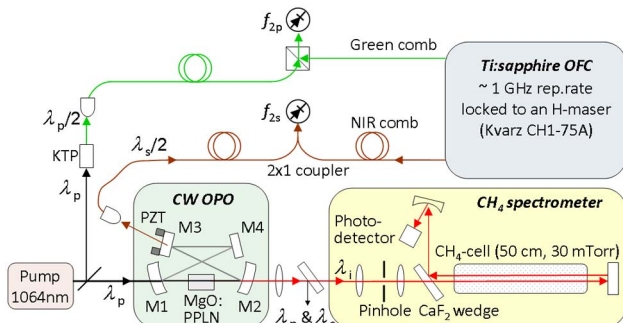 f2p
Green comb
Ti:sapphire OFC
~ 1 GHz rep.rate
locked to an H-maser
(Kvarz CH1-75A)
λp/2
f2s
NIR comb
KTP
λs/2
2x1 coupler
λp
CW OPO
CH4 spectrometer
PZT
M3
M4
Photo-
detector
CH4-cell (50 cm, 30 mTorr)
Pump
1064nm
λp
λi
M1
MgO:
PPLN
M2
Pinhole
CaF2 wedge
λp & λs